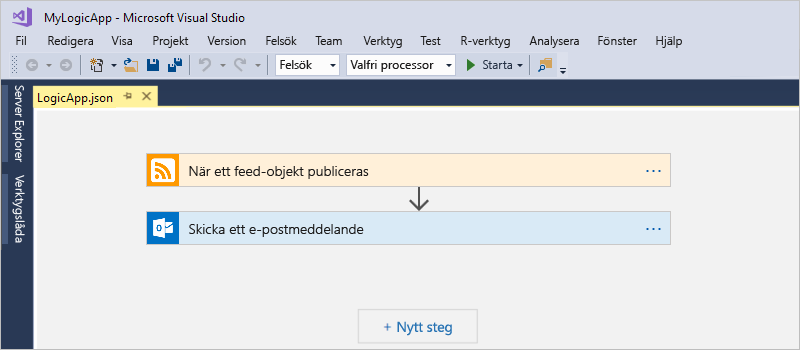 MyLogicApp - Microsoft Visual Studio
Fil Redigera Visa Projekt Version Felsök Team Verktyg Test R-verktyg Analysera Fönster Hjälp
Felsök Valfri processor Starta
LogicApp.json
Server Explorer
Verktygslåda
När ett feed-objekt publiceras ...
Skicka ett e-postmeddelande ...
+ Nytt steg